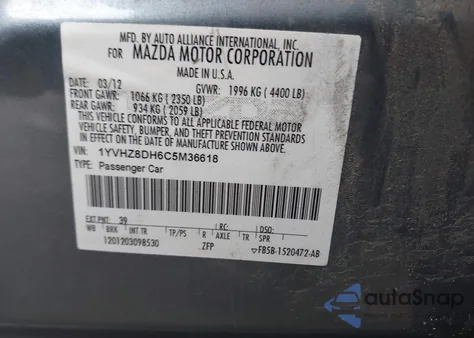 MFD. BY AUTO ALLIANCE INTERNATIONAL, INC.
FOR MAZDA MOTOR CORPORATION
MADE IN U.S.A.
03/12 GVWR: 1996 KG ( 4400 LB)
FRONT GAWR: 1066 KG ( 2350 LB)
REAR GAWR: 934 KG ( 2059 LB)
THIS VEHICLE CONFORMS TO ALL APPLICABLE FEDERAL MOTOR
VEHICLE SAFETY, BUMPER, AND THEFT PREVENTION STANDARDS
IN EFFECT ON THE DATE OF MANUFACTURE SHOWN ABOVE.
VIN: 1YVHZ8DH6C5M36618
Passenger Car
EXT PNT: 39 RC: DSO:
WB BRK INT TR TP/PS R AXLE TR SPR
1201203098530 ZFP F85B-1520472-AB
autoSnap